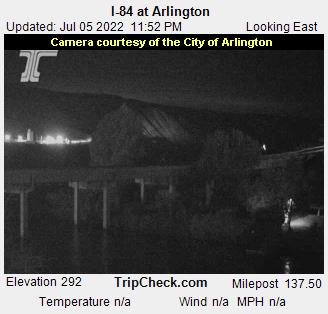 I-84 at Arlington
Updated: Jul 05 2022 11:52 PM Looking East
Camera courtesy of the City of Arlington
Elevation 292 TripCheck.com Milepost 137.50
Temperature n/a Wind n/a MPH n/a